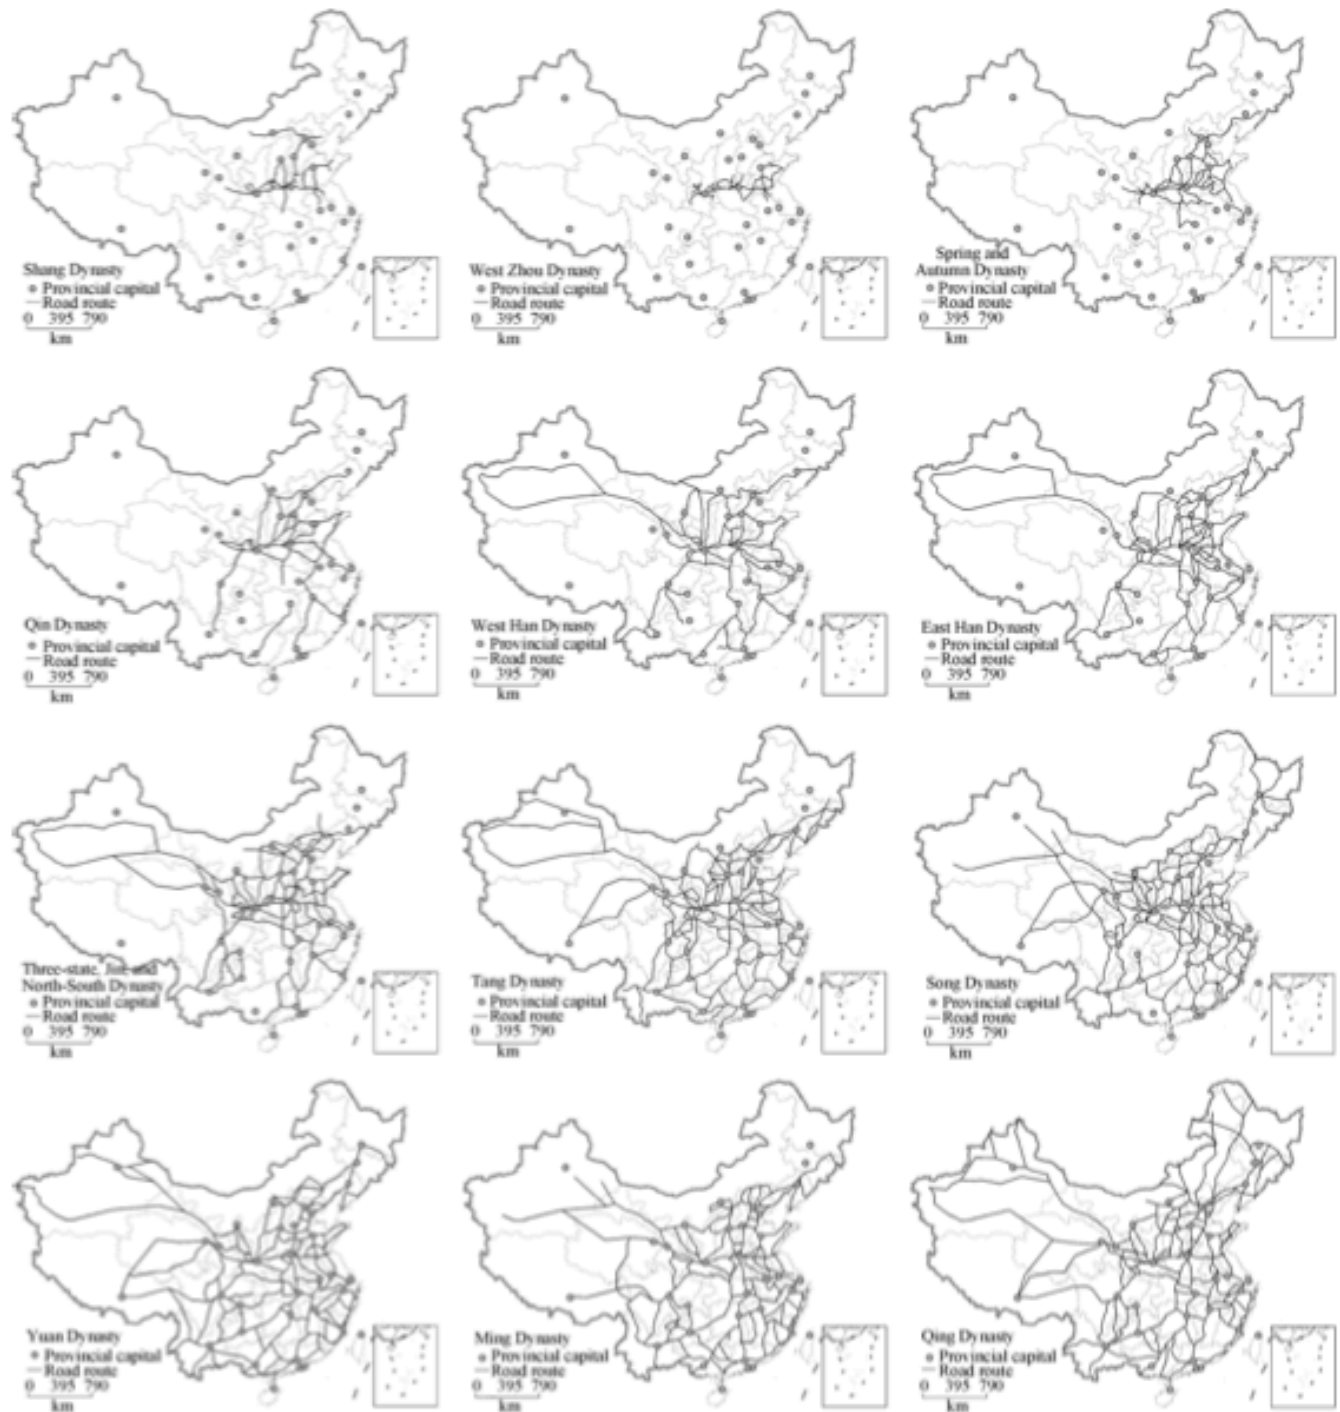 Shang Dynasty
Provincial capital
Road route
0 395 790
km
West Zhou Dynasty
Provincial capital
Road route
0 395 790
km
Spring and
Autumn Dynasty
Provincial capital
Road route
0 395 790
km
Qin Dynasty
Provincial capital
Road route
0 395 790
km
West Han Dynasty
Provincial capital
Road route
0 395 790
km
East Han Dynasty
Provincial capital
Road route
0 395 790
km
Three-state, Jin, and
North-South Dynasty
Provincial capital
Road route
0 395 790
km
Tang Dynasty
Provincial capital
Road route
0 395 790
km
Song Dynasty
Provincial capital
Road route
0 395 790
km
Yuan Dynasty
Provincial capital
Road route
0 395 790
km
Ming Dynasty
Provincial capital
Road route
0 395 790
km
Qing Dynasty
Provincial capital
Road route
0 395 790
km